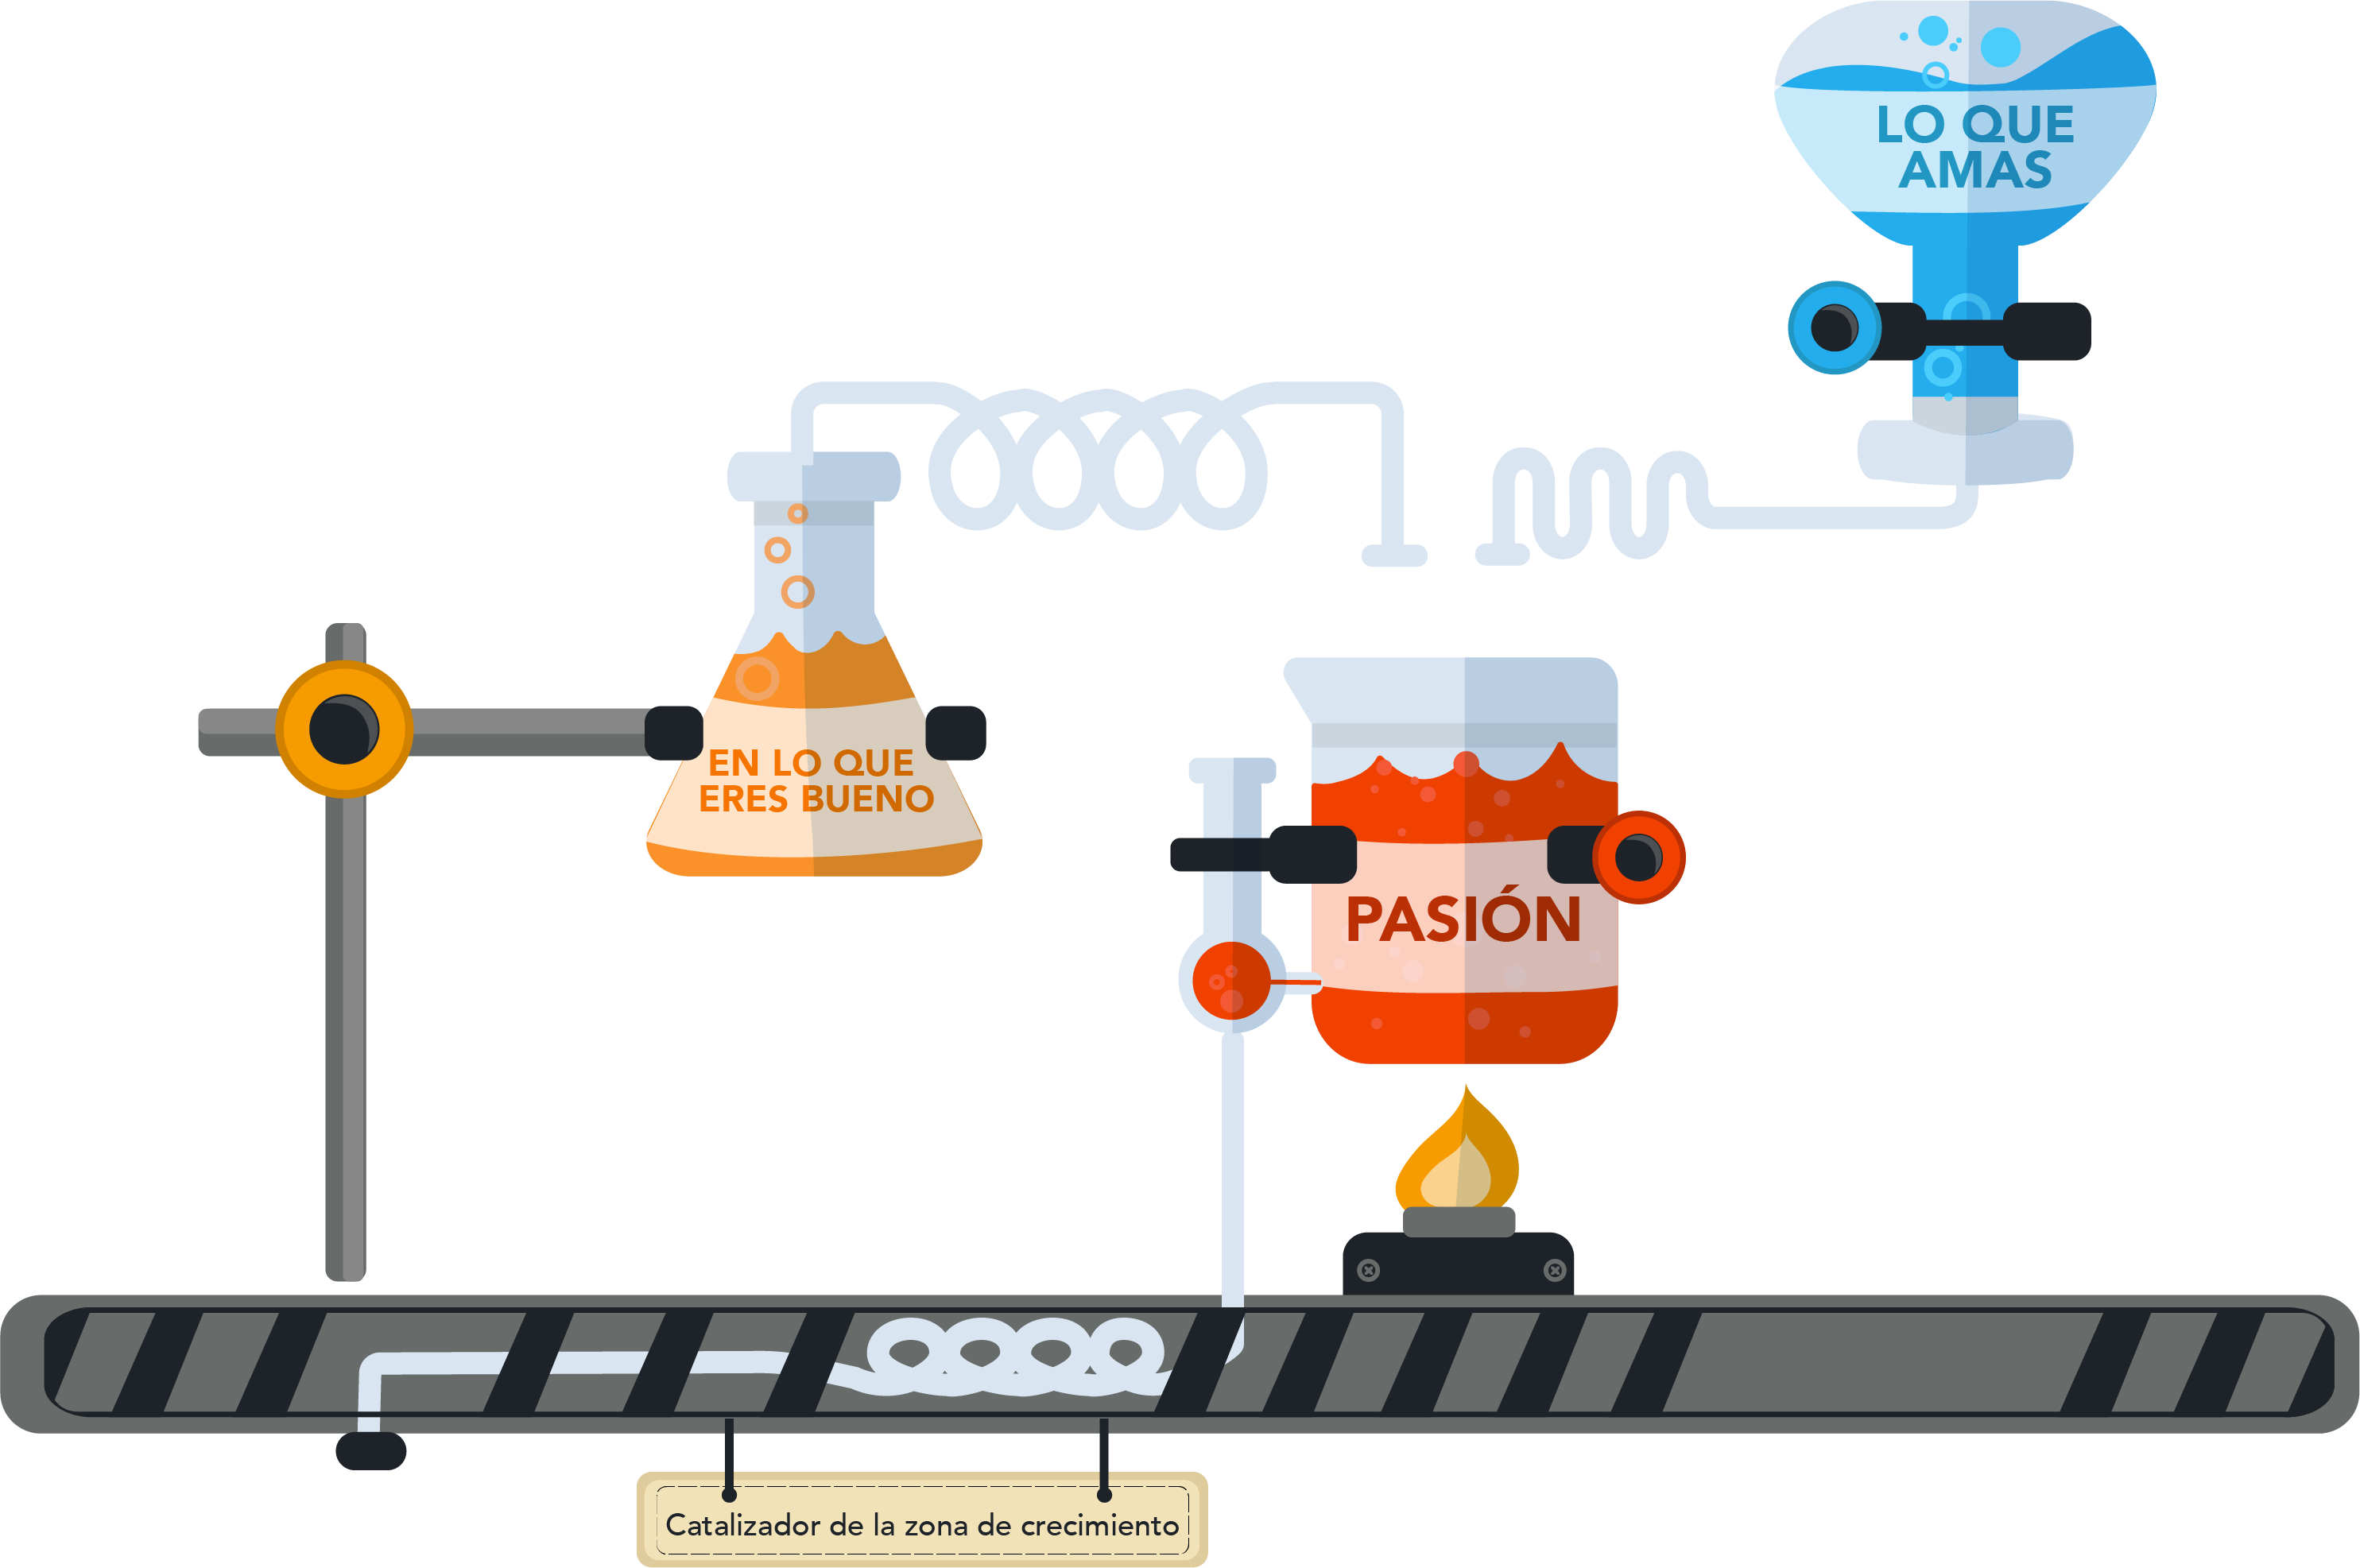 LO QUE
AMAS
EN LO QUE
ERES BUENO
PASIÓN
Catalizador de la zona de crecimiento